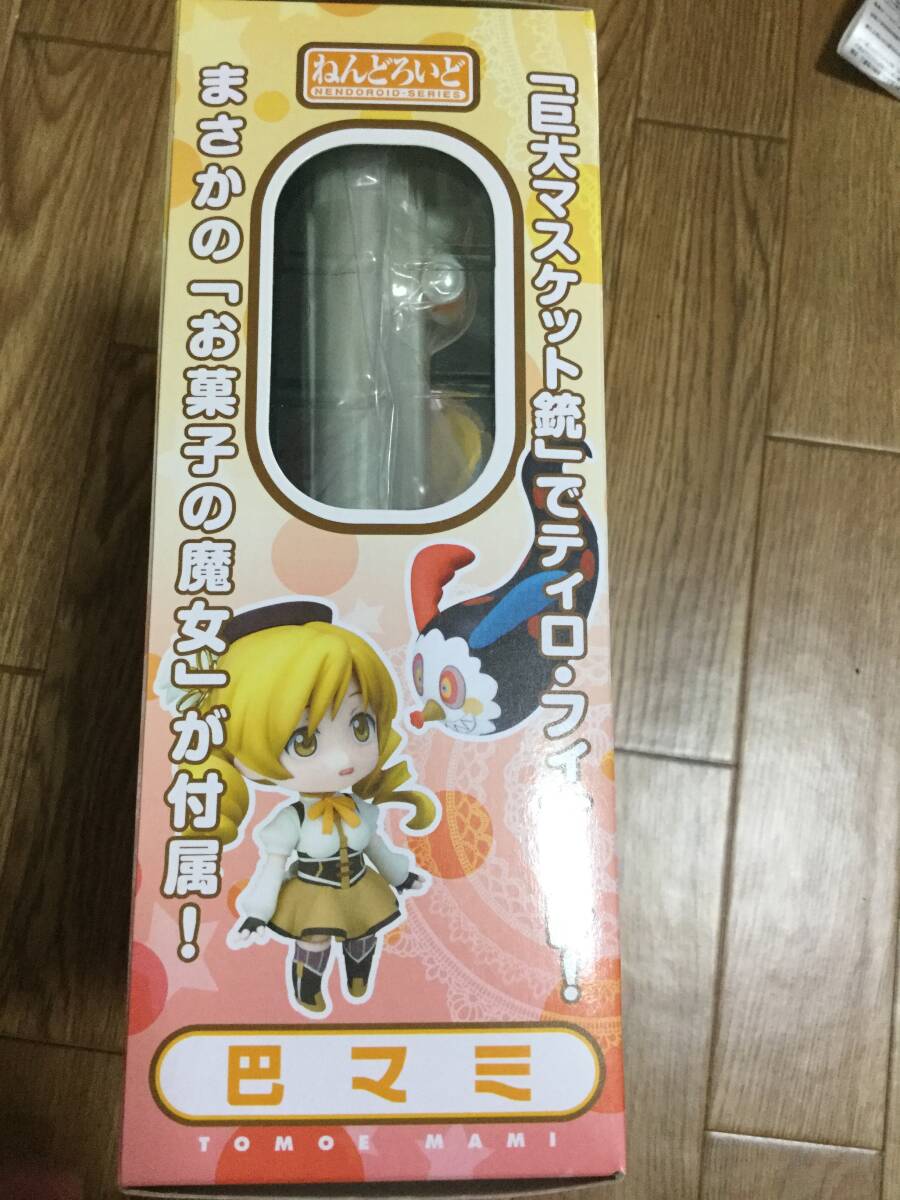 ねんどろいど
NENDOROID-SERIES
「巨大マスケット銃」でティロ・フィ
!
まさかの「お菓子の魔女」が付属!
巴マミ
TOMOE MAMI